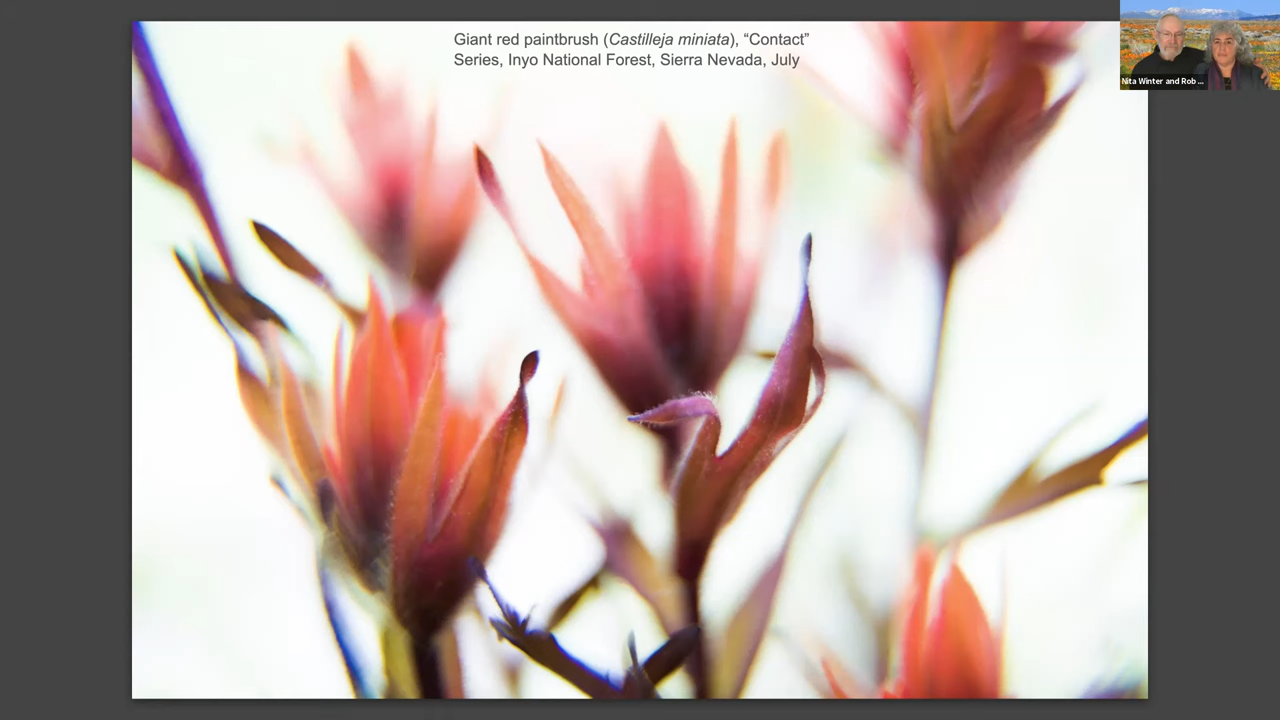 Giant red paintbrush (Castilleja miniata), “Contact”
Series, Inyo National Forest, Sierra Nevada, July
Nita Winter and Rob ...